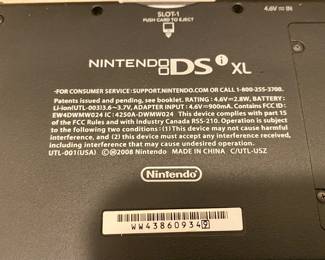 SLOT-1
PUSH CARD TO EJECT
4.6V⎓IN
NINTENDO DS i XL
-FOR CONSUMER SERVICE: SUPPORT.NINTENDO.COM OR CALL 1-800-255-3700.
Patents issued and pending, see booklet. RATING: 4.6V⎓2.8W, BATTERY:
Li-ion(UTL-003)3.6~3.7V, ADAPTER INPUT: 4.6V⎓900mA. Contains FCC ID:
EW4DWMW024 IC: 4250A-DWMW024 This device complies with part 15
of the FCC Rules and with Industry Canada RSS-210. Operation is subject to
the following two conditions: (1) This device may not cause harmful
interference, and (2) this device must accept any interference received,
including interference that may cause undesired operation.
UTL-001(USA) ©Ⓜ2008 Nintendo MADE IN CHINA C/UTL-USZ
Nintendo
WW43860934 9